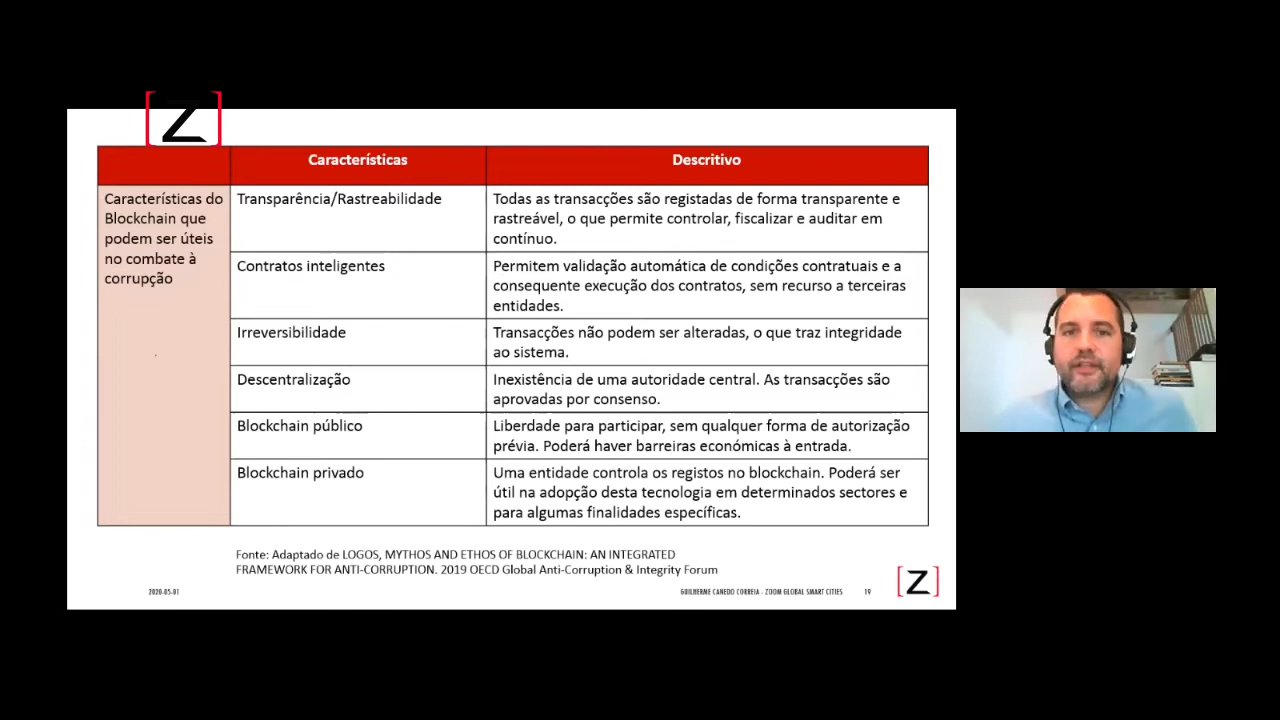 Z
Características
Descritivo
Características do
Blockchain que
podem ser úteis
no combate à
corrupção
Transparência/Rastreabilidade
Todas as transacções são registadas de forma transparente e
rastreável, o que permite controlar, fiscalizar e auditar em
contínuo.
Contratos inteligentes
Permitem validação automática de condições contratuais e a
consequente execução dos contratos, sem recurso a terceiras
entidades.
Irreversibilidade
Transacções não podem ser alteradas, o que traz integridade
ao sistema.
Descentralização
Inexistência de uma autoridade central. As transacções são
aprovadas por consenso.
Blockchain público
Liberdade para participar, sem qualquer forma de autorização
prévia. Poderá haver barreiras económicas à entrada.
Blockchain privado
Uma entidade controla os registos no blockchain. Poderá ser
útil na adopção desta tecnologia em determinados sectores e
para algumas finalidades específicas.
Fonte: Adaptado de LOGOS, MYTHOS AND ETHOS OF BLOCKCHAIN: AN INTEGRATED
FRAMEWORK FOR ANTI-CORRUPTION. 2019 OECD Global Anti-Corruption & Integrity Forum
2020-05-01
GUILHERME CANEDO CORREIA - ZOOM GLOBAL SMART CITIES
19
[Z]